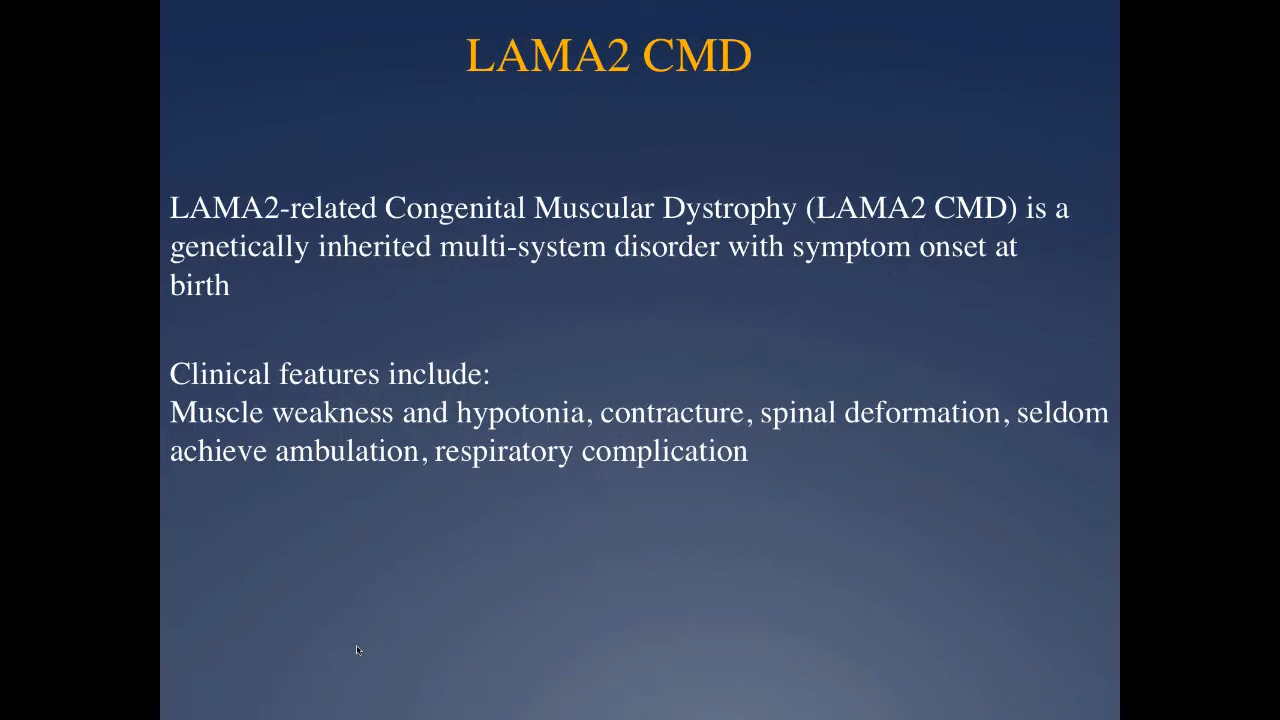 LAMA2 CMD
LAMA2-related Congenital Muscular Dystrophy (LAMA2 CMD) is a
genetically inherited multi-system disorder with symptom onset at
birth
Clinical features include:
Muscle weakness and hypotonia, contracture, spinal deformation, seldom
achieve ambulation, respiratory complication